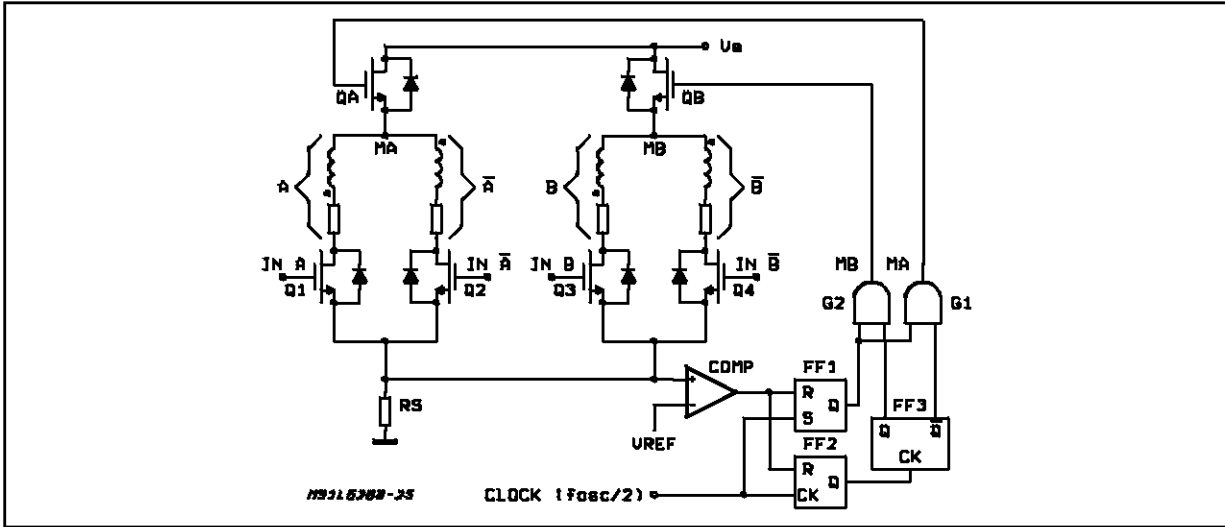 Vs
QA
QB
MA
MB
A
A̅
B
B̅
IN A
IN A̅
IN B
IN B̅
Q1
Q2
Q3
Q4
MB
MA
G2
G1
COMP
FF1
R
Q
S
FF3
Q
Q̅
CK
RS
VREF
FF2
R
Q
CK
CLOCK (fosc/2)